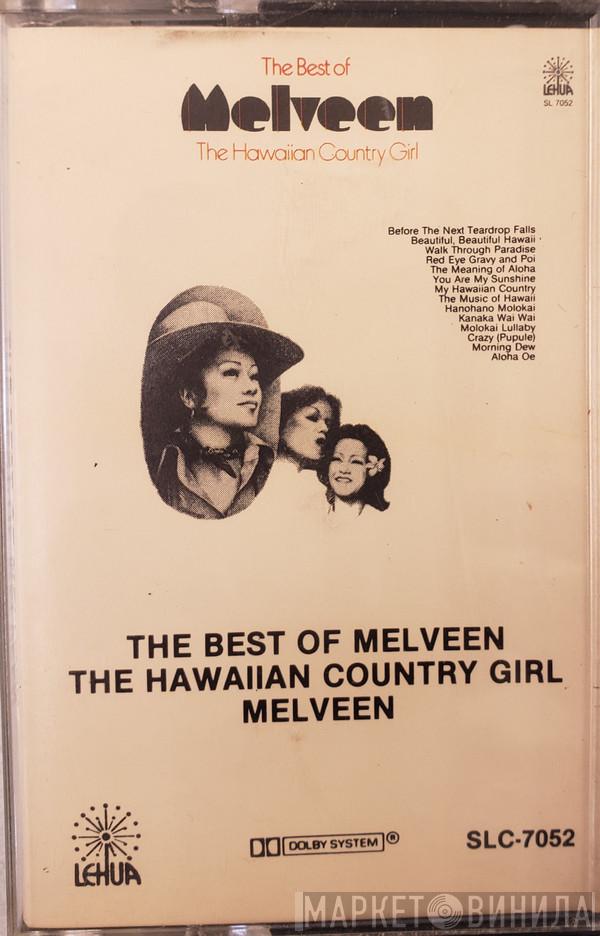 The Best of
Melveen
The Hawaiian Country Girl
LEHUA
SL 7052
Before The Next Teardrop Falls
Beautiful, Beautiful Hawaii
Walk Through Paradise
Red Eye Gravy and Poi
The Meaning of Aloha
You Are My Sunshine
My Hawaiian Country
The Music of Hawaii
Hanohano Molokai
Kanaka Wai Wai
Molokai Lullaby
Crazy (Pupule)
Morning Dew
Aloha Oe
THE BEST OF MELVEEN
THE HAWAIIAN COUNTRY GIRL
MELVEEN
LEHUA
DOLBY SYSTEM®
SLC-7052
МАРКЕТ ВИНИЛА